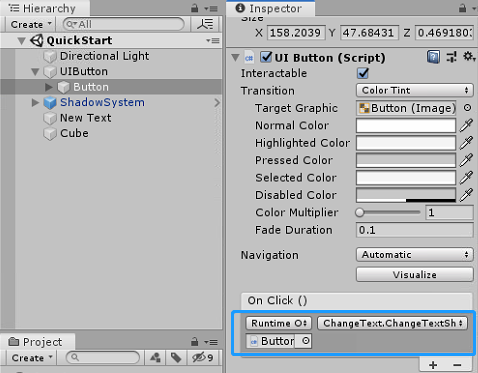 Hierarchy
Create
All
QuickStart
Directional Light
UIButton
Button
ShadowSystem
New Text
Cube
Project
Create
9
Inspector
Size
X 158.2039 Y 47.68431 Z 0.469180
UI Button (Script)
Interactable
Transition Color Tint
Target Graphic Button (Image)
Normal Color
Highlighted Color
Pressed Color
Selected Color
Disabled Color
Color Multiplier 1
Fade Duration 0.1
Navigation Automatic
Visualize
On Click ()
Runtime O ChangeText.ChangeTextSh
Button